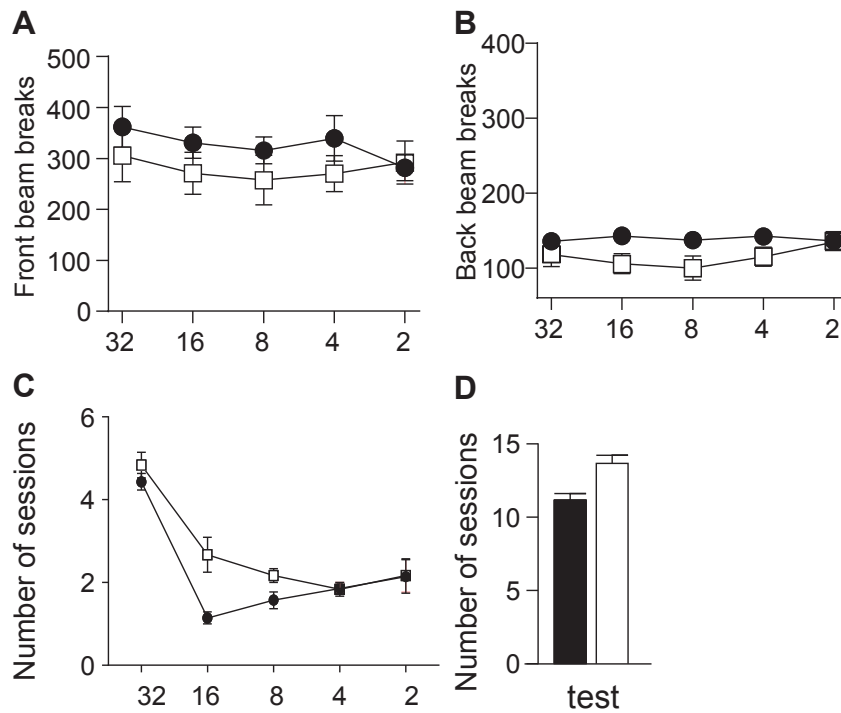 A
Front beam breaks
500
400
300
200
100
0
32 16 8 4 2
B
Back beam breaks
400
300
200
100
32 16 8 4 2
C
Number of sessions
6
4
2
0
32 16 8 4 2
D
Number of sessions
15
10
5
0
test